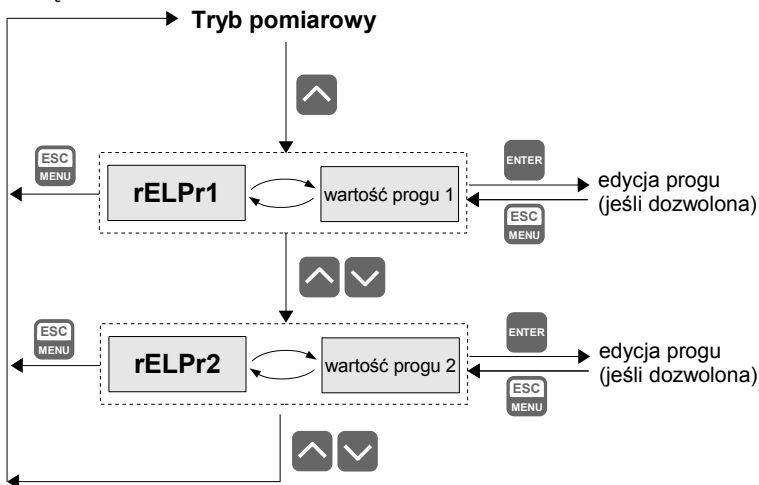 Tryb pomiarowy
ESC
MENU
ENTER
rELPr1
wartość progu 1
edycja progu
(jeśli dozwolona)
ESC
MENU
ESC
MENU
ENTER
rELPr2
wartość progu 2
edycja progu
(jeśli dozwolona)
ESC
MENU